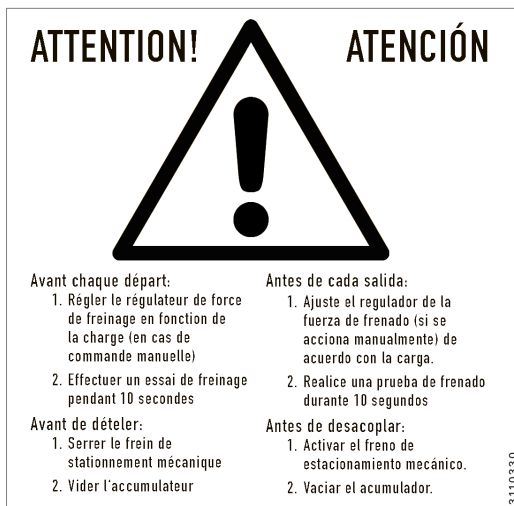 ATTENTION!
ATENCIÓN
Avant chaque départ:
1. Régler le régulateur de force
de freinage en fonction de
la charge (en cas de
commande manuelle)
2. Effectuer un essai de freinage
pendant 10 secondes
Avant de dételer:
1. Serrer le frein de
stationnement mécanique
2. Vider l'accumulateur
Antes de cada salida:
1. Ajuste el regulador de la
fuerza de frenado (si se
acciona manualmente) de
acuerdo con la carga.
2. Realice una prueba de frenado
durante 10 segundos
Antes de desacoplar:
1. Activar el freno de
estacionamiento mecánico.
2. Vaciar el acumulador.
3110339